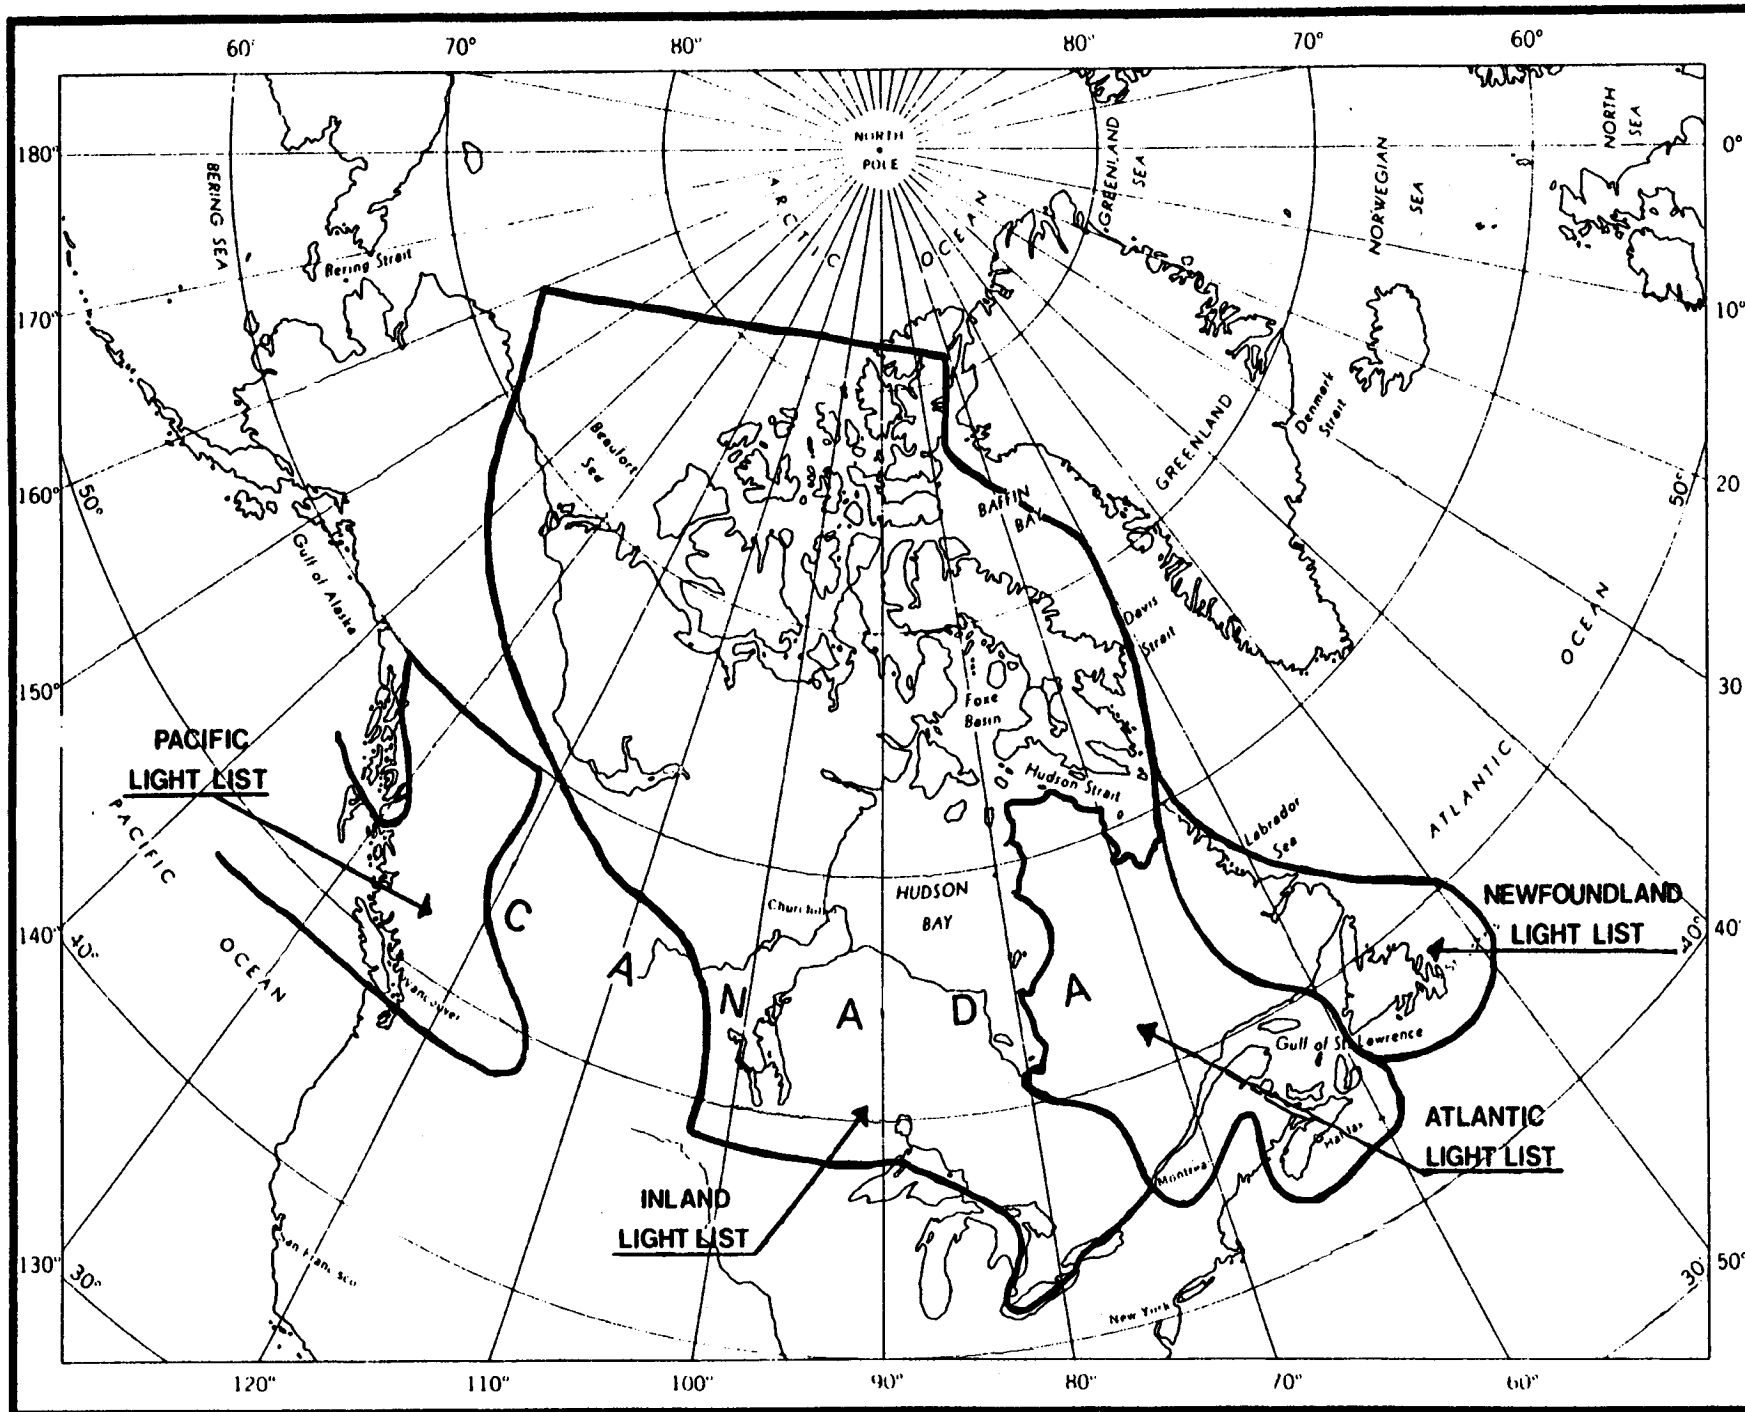 60°
70°
80°
80°
70°
60°
180°
170°
160°
150°
140°
130°
0°
10°
20
30
40°
50°
120°
110°
100°
90°
80°
70°
60°
50°
40°
30°
50°
40°
30°
NORTH
POLE
ARCTIC
OCEAN
GREENLAND
SEA
NORWEGIAN
SEA
NORTH
SEA
BERING SEA
Bering Strait
Beaufort
Sea
BAFFIN
BAY
GREENLAND
Denmark
Strait
Davis
Strait
Gulf of Alaska
Foxe
Basin
Hudson Strait
Labrador
Sea
ATLANTIC
OCEAN
PACIFIC
OCEAN
PACIFIC
LIGHT LIST
NEWFOUNDLAND
LIGHT LIST
HUDSON
BAY
Churchill
CANADA
Vancouver
Gulf of St. Lawrence
ATLANTIC
LIGHT LIST
Halifax
Montreal
INLAND
LIGHT LIST
San Francisco
New York